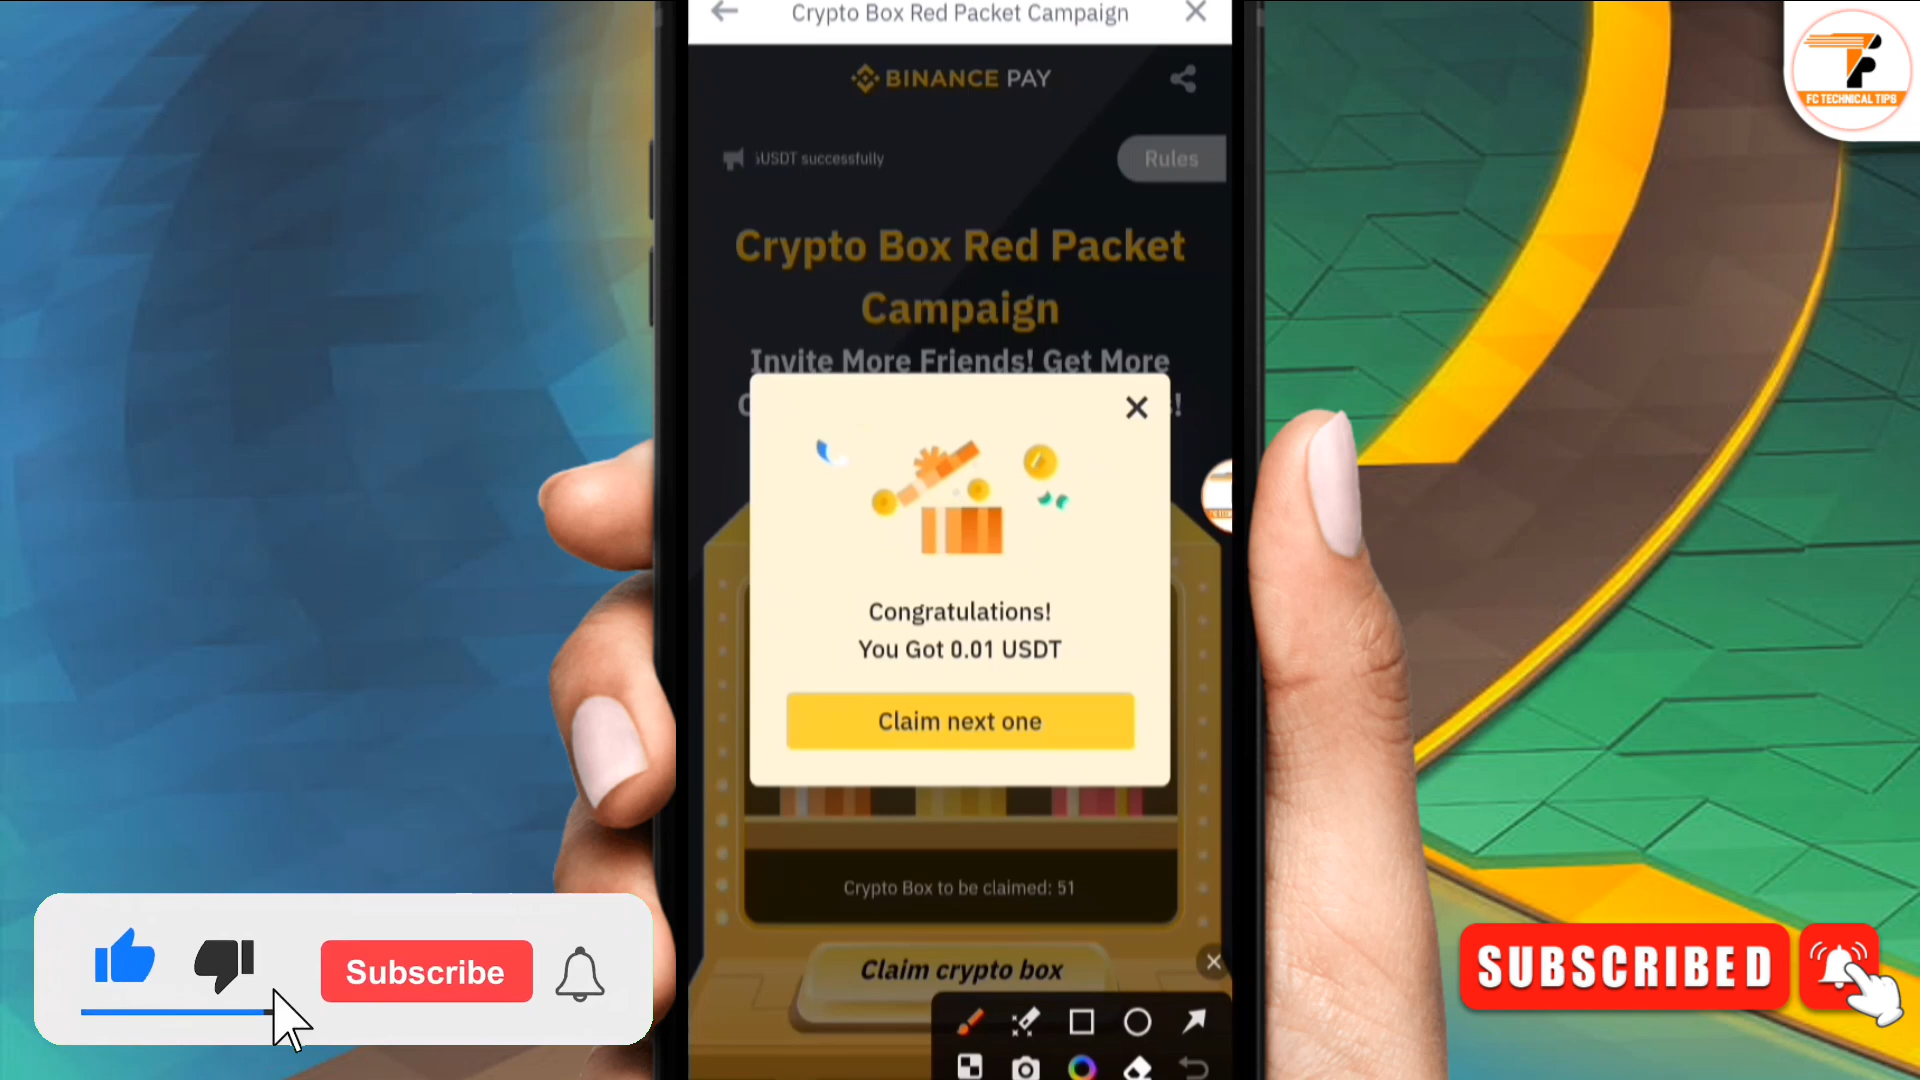 Crypto Box Red Packet Campaign
BINANCE PAY
USDT successfully
Rules
Crypto Box Red Packet
Campaign
Invite More Friends! Get More
Congratulations!
You Got 0.01 USDT
Claim next one
Crypto Box to be claimed: 51
Claim crypto box
Subscribe
SUBSCRIBED
FC TECHNICAL TIPS